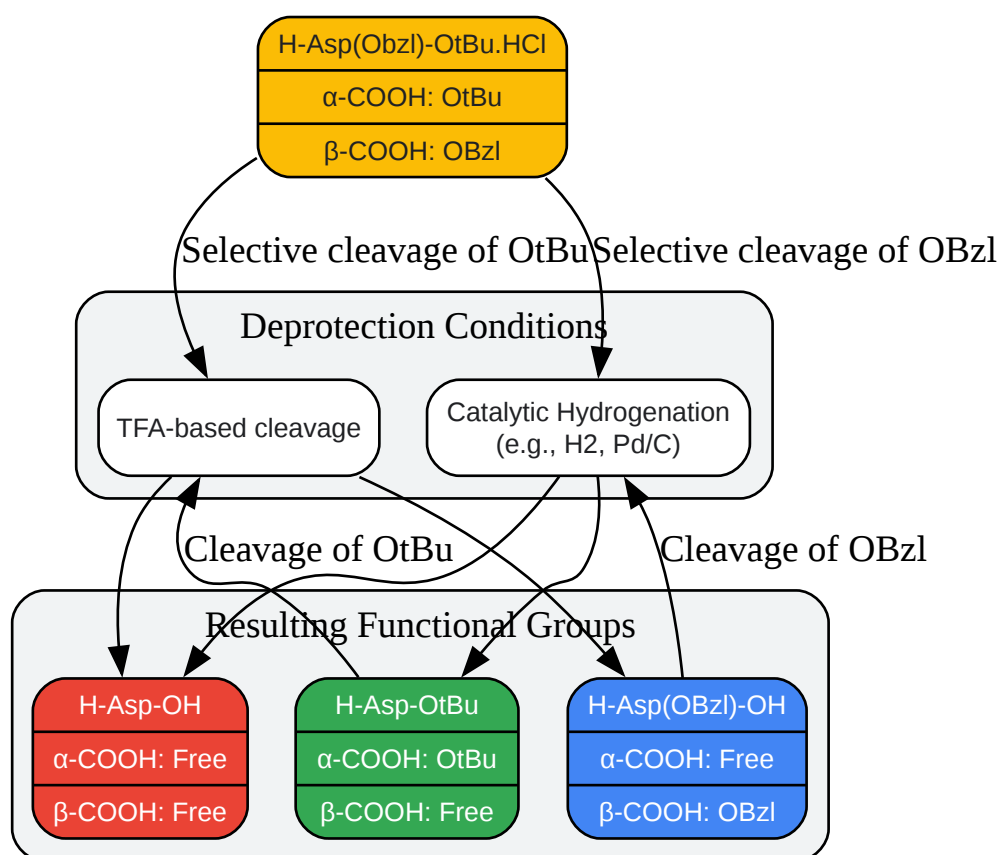 H-Asp(Obzl)-OtBu.HCl
α-COOH: OtBu
β-COOH: OBzl
Selective cleavage of OtBu
Selective cleavage of OBzl
Deprotection Conditions
TFA-based cleavage
Catalytic Hydrogenation
(e.g., H2, Pd/C)
Cleavage of OtBu
Cleavage of OBzl
Resulting Functional Groups
H-Asp-OH
α-COOH: Free
β-COOH: Free
H-Asp-OtBu
α-COOH: OtBu
β-COOH: Free
H-Asp(OBzl)-OH
α-COOH: Free
β-COOH: OBzl